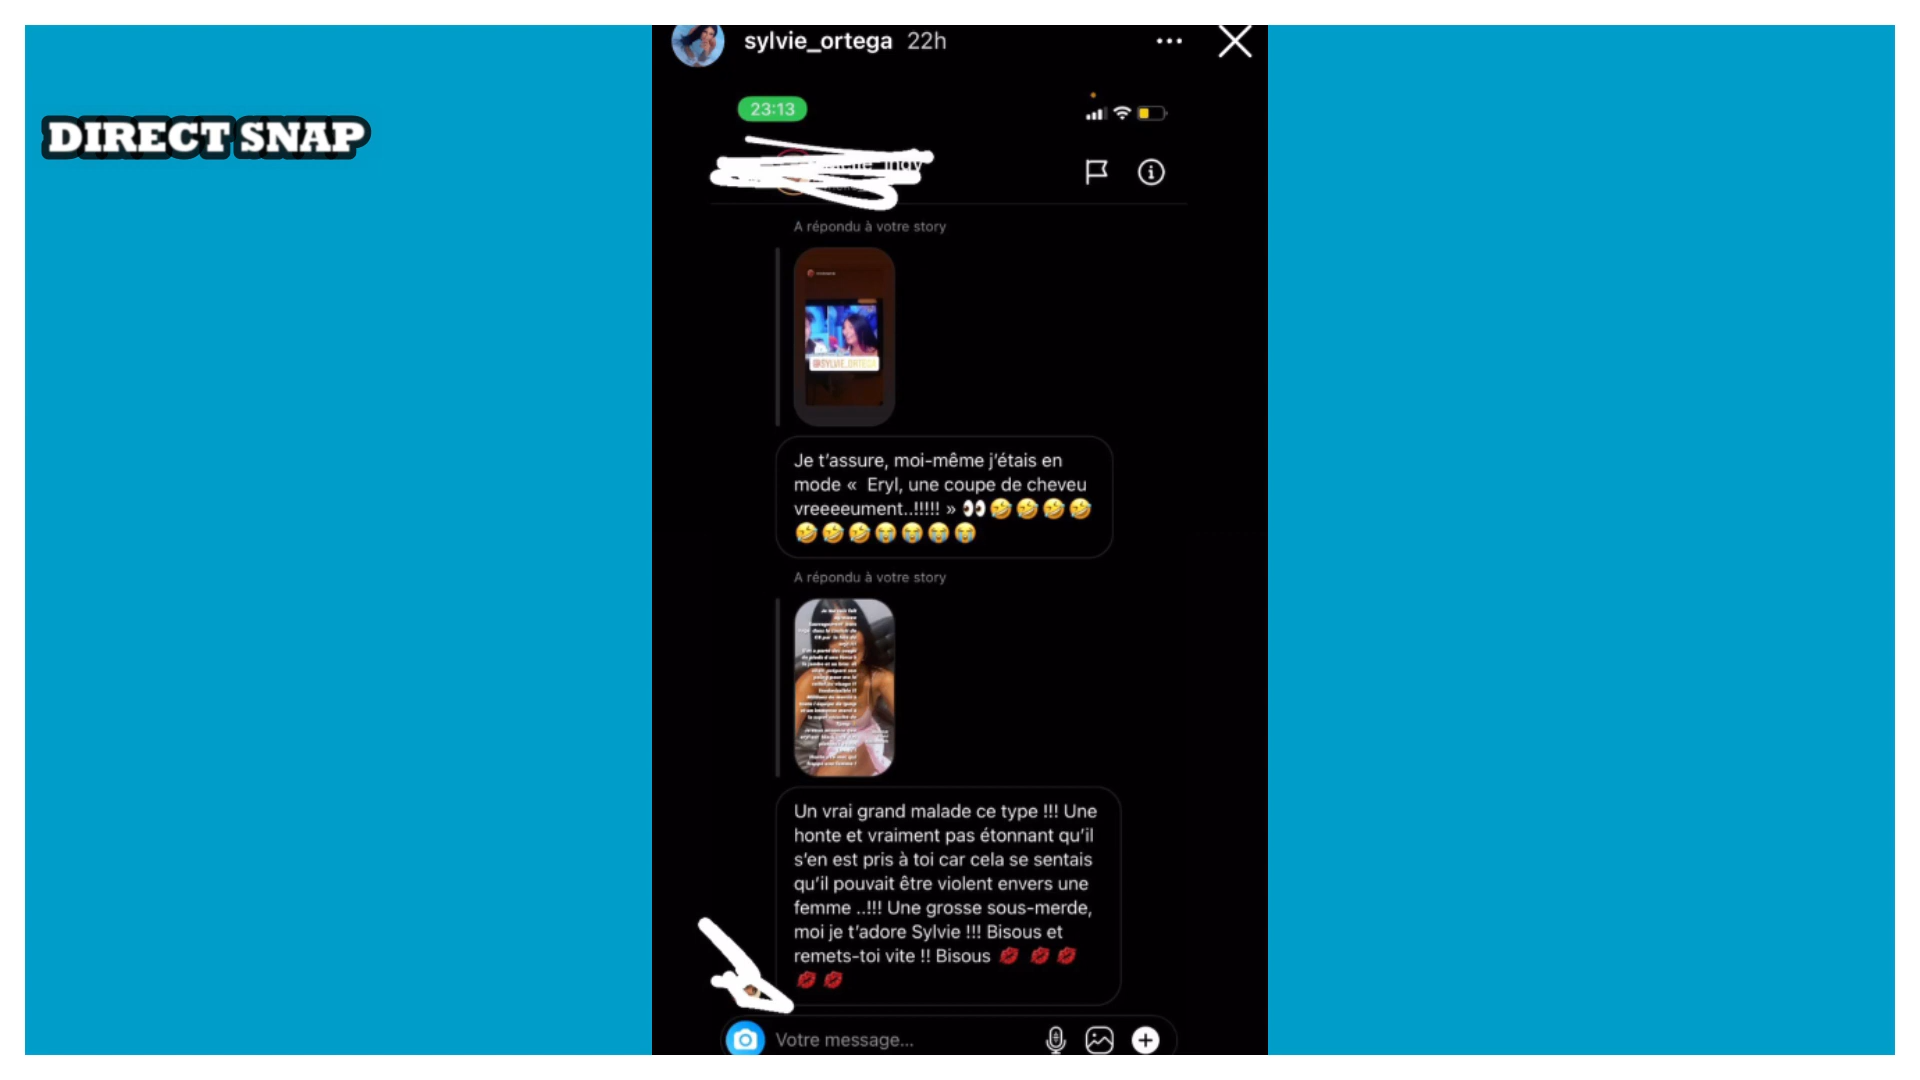 sylvie_ortega 22h
DIRECT SNAP
23:13
A répondu à votre story
@SYLVIE_ORTEGA
Je t'assure, moi-même j'étais en
mode « Eryl, une coupe de cheveu
vreeeeument..!!!!! » 👀🤣🤣🤣🤣
🤣🤣🤣😭😭😭😭
A répondu à votre story
Un vrai grand malade ce type !!! Une
honte et vraiment pas étonnant qu'il
s'en est pris à toi car cela se sentais
qu'il pouvait être violent envers une
femme ..!!! Une grosse sous-merde,
moi je t'adore Sylvie !!! Bisous et
remets-toi vite !! Bisous 💋 💋💋
💋💋
Votre message...